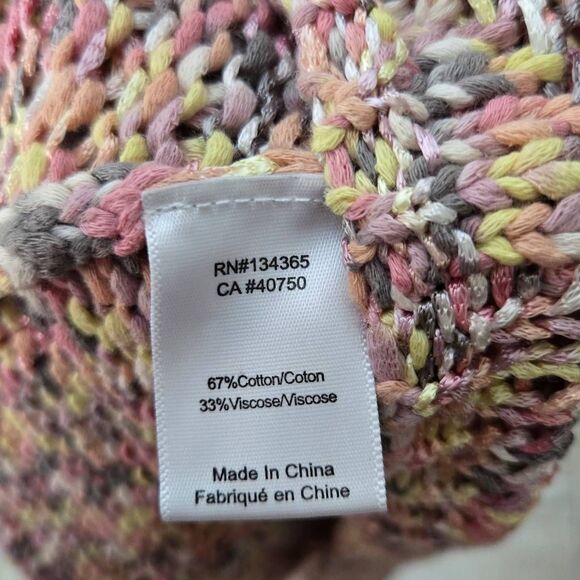 RN#134365
CA #40750
67%Cotton/Coton
33%Viscose/Viscose
Made In China
Fabriqué en Chine